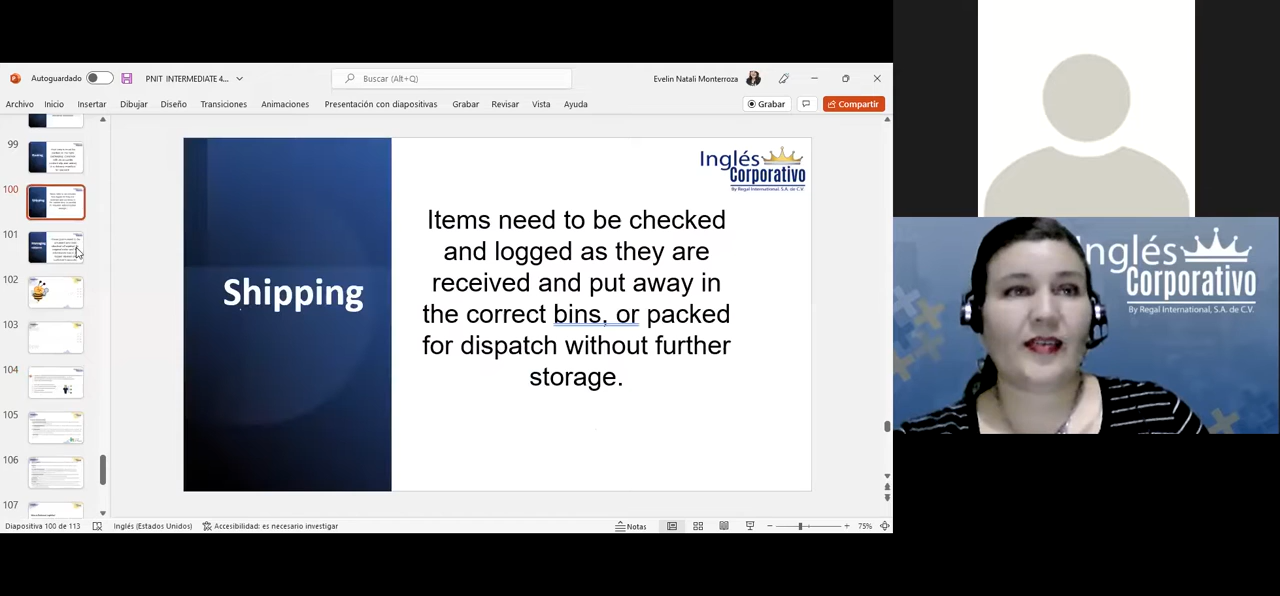 Autoguardado
PNIT INTERMEDIATE 4...
Buscar (Alt+Q)
Evelin Natali Monterroza
Archivo Inicio Insertar Dibujar Diseño Transiciones Animaciones Presentación con diapositivas Grabar Revisar Vista Ayuda
Grabar
Compartir
99
100
101
102
103
104
105
106
107
Shipping
Inglés
Corporativo
By Regal International, S.A. de C.V.
Items need to be checked
and logged as they are
received and put away in
the correct bins, or packed
for dispatch without further
storage.
Diapositiva 100 de 113
Inglés (Estados Unidos)
Accesibilidad: es necesario investigar
Notas
75%
Inglés
Corporativo
By Regal International, S.A. de C.V.